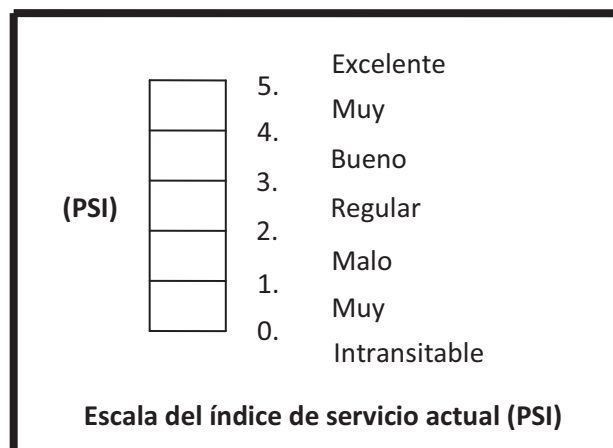 Excelente
5.
Muy
4.
Bueno
3.
(PSI)
Regular
2.
Malo
1.
Muy
0.
Intransitable
Escala del índice de servicio actual (PSI)